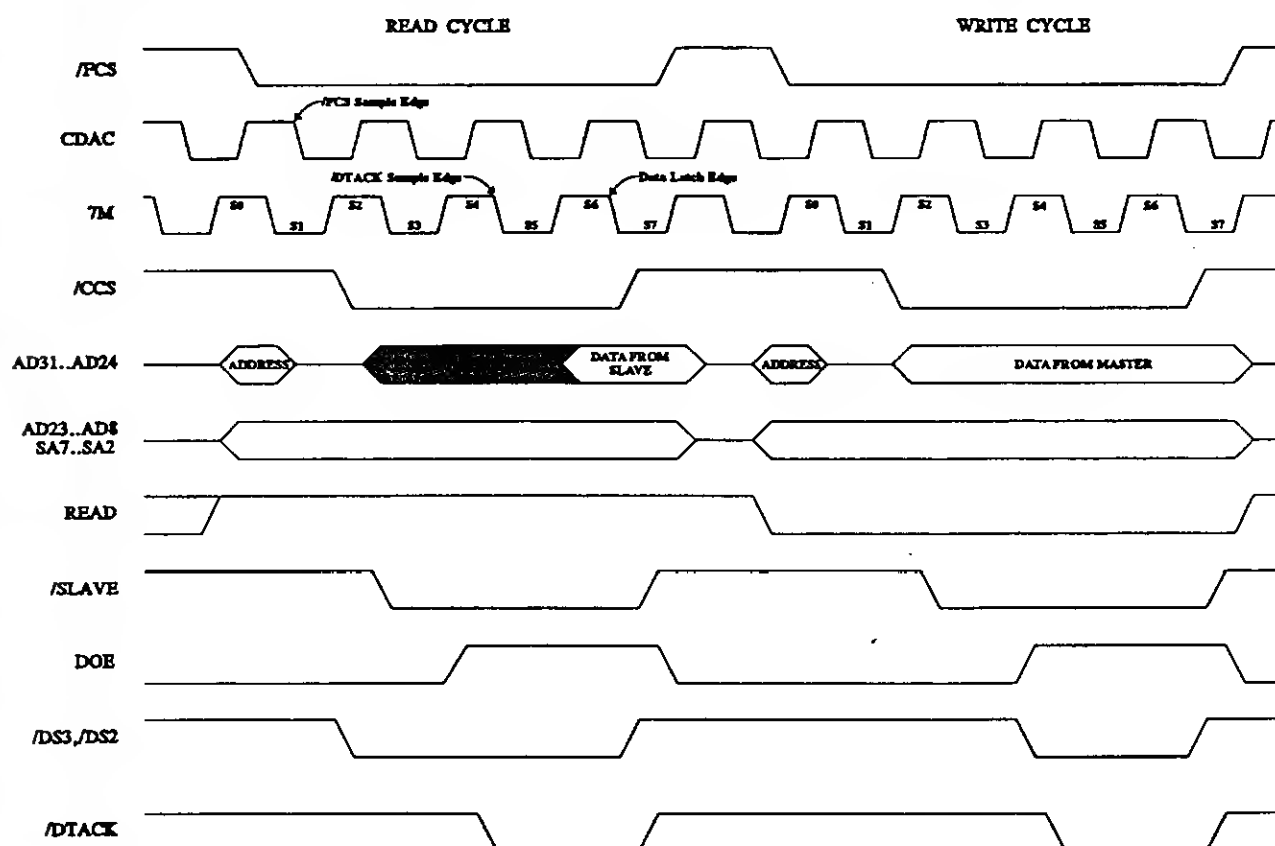 READ CYCLE
WRITE CYCLE
/FCS
/FCS Sample Edge
CDAC
/DTACK Sample Edge
Data Latch Edge
7M
S0
S1
S2
S3
S4
S5
S6
S7
S0
S1
S2
S3
S4
S5
S6
S7
/CCS
AD31..AD24
ADDRESS
DATA FROM
SLAVE
ADDRESS
DATA FROM MASTER
AD23..AD8
SA7..SA2
READ
/SLAVE
DOE
/DS3,/DS2
/DTACK